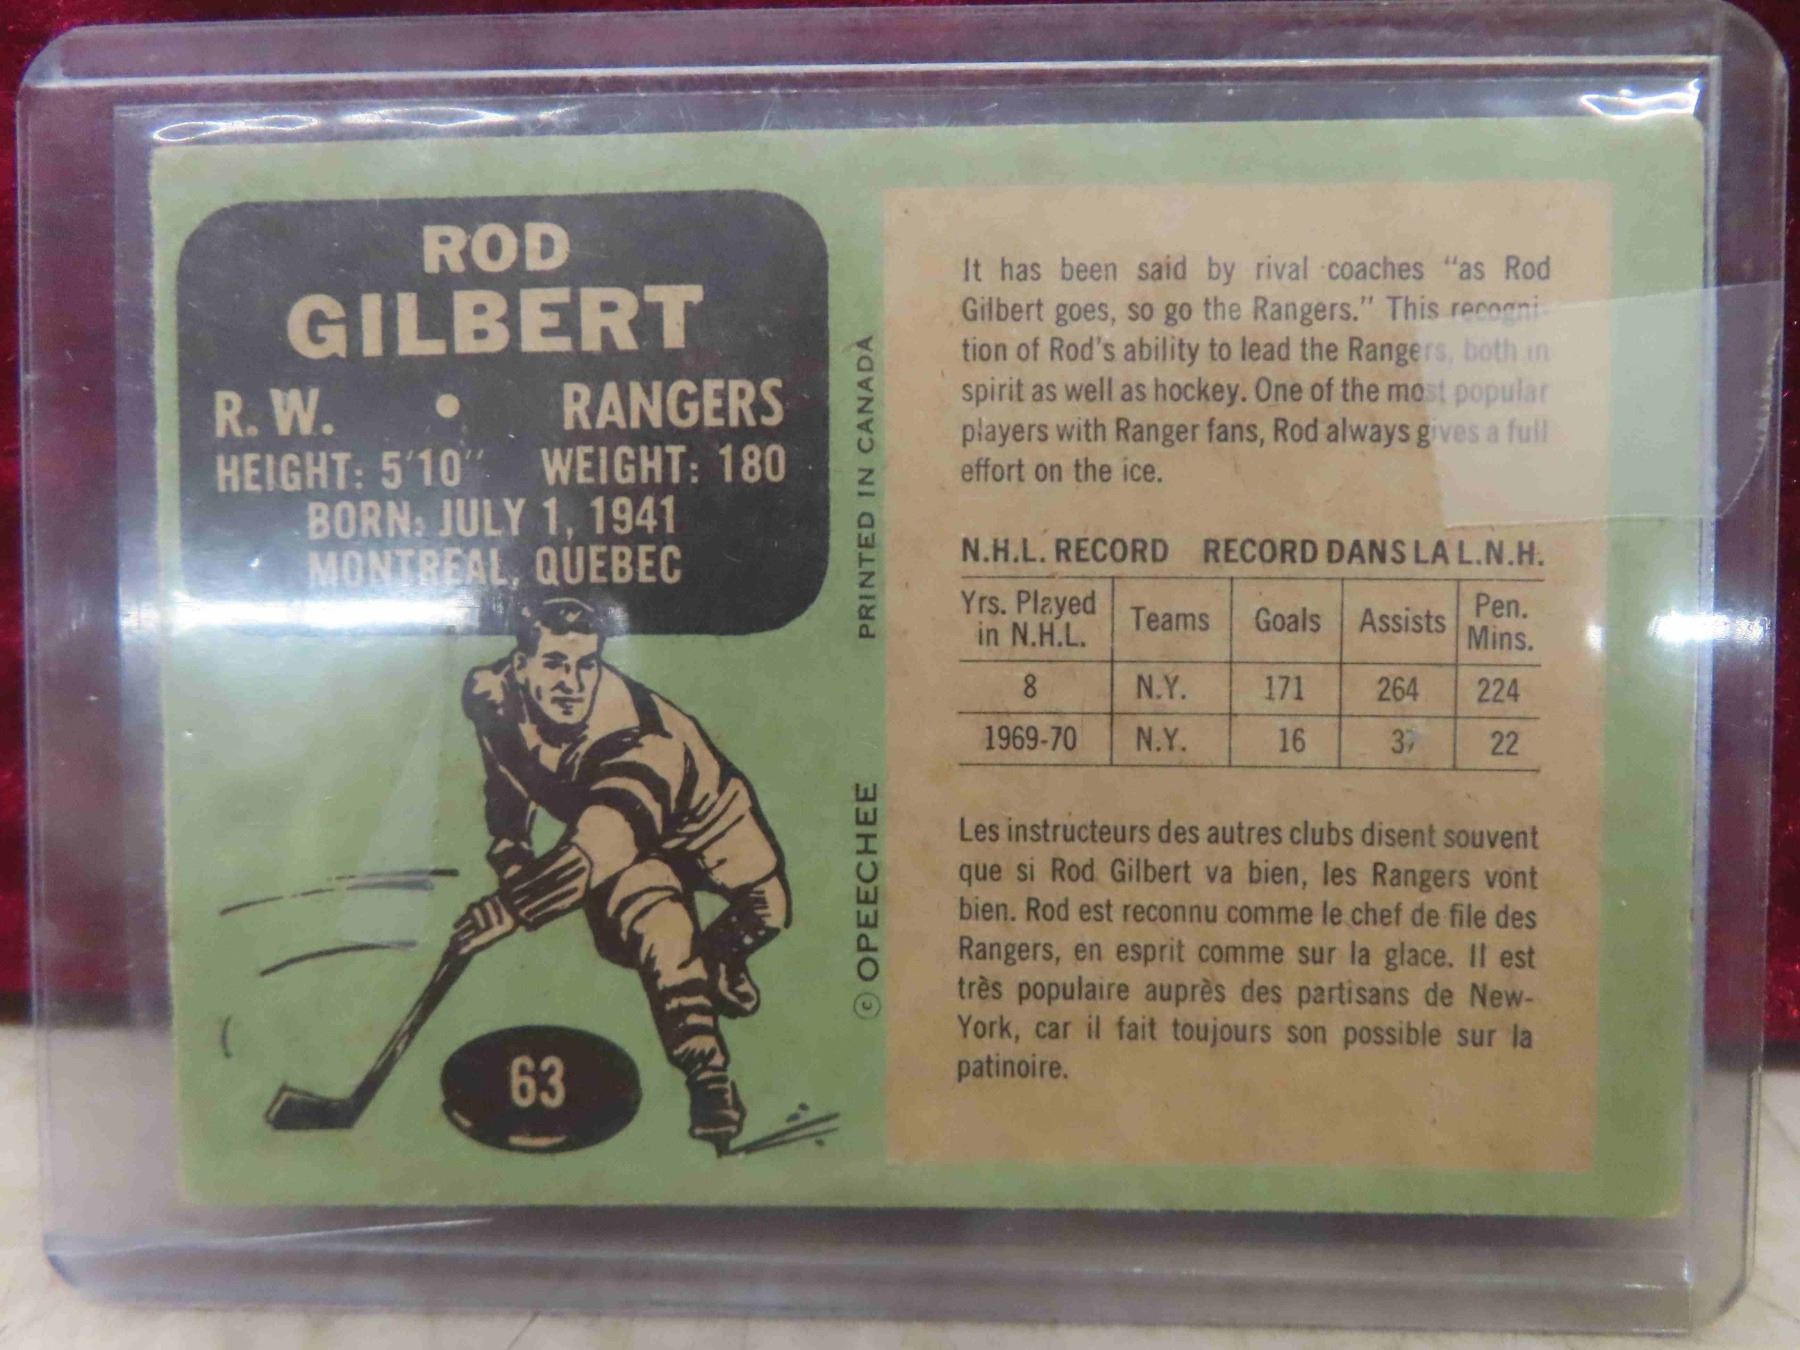 ROD
GILBERT
R. W. • RANGERS
HEIGHT: 5'10" WEIGHT: 180
BORN: JULY 1, 1941
MONTREAL, QUEBEC
63
PRINTED IN CANADA
© OPEECHEE
It has been said by rival coaches "as Rod
Gilbert goes, so go the Rangers." This recogni-
tion of Rod's ability to lead the Rangers, both in
spirit as well as hockey. One of the most popular
players with Ranger fans, Rod always gives a full
effort on the ice.
N.H.L. RECORD RECORD DANS LA L.N.H.
Yrs. Played Teams Goals Assists Pen.
in N.H.L. Mins.
8 N.Y. 171 264 224
1969-70 N.Y. 16 22
Les instructeurs des autres clubs disent souvent
que si Rod Gilbert va bien, les Rangers vont
bien. Rod est reconnu comme le chef de file des
Rangers, en esprit comme sur la glace. Il est
très populaire auprès des partisans de New-
York, car il fait toujours son possible sur la
patinoire.